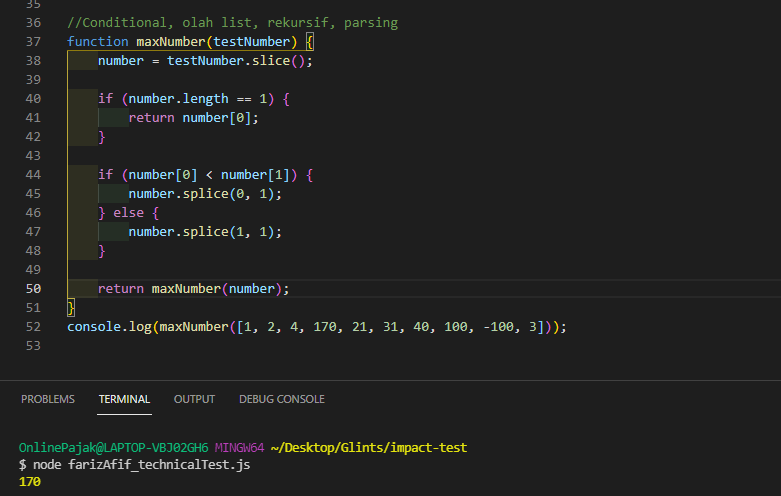 35
36 //Conditional, olah list, rekursif, parsing
37 function maxNumber(testNumber) {
38     number = testNumber.slice();
39
40     if (number.length == 1) {
41         return number[0];
42     }
43
44     if (number[0] < number[1]) {
45         number.splice(0, 1);
46     } else {
47         number.splice(1, 1);
48     }
49
50     return maxNumber(number);
51 }
52 console.log(maxNumber([1, 2, 4, 170, 21, 31, 40, 100, -100, 3]));
53
PROBLEMS TERMINAL OUTPUT DEBUG CONSOLE
OnlinePajak@LAPTOP-VBJ02GH6 MINGW64 ~/Desktop/Glints/impact-test
$ node farizAfif_technicalTest.js
170